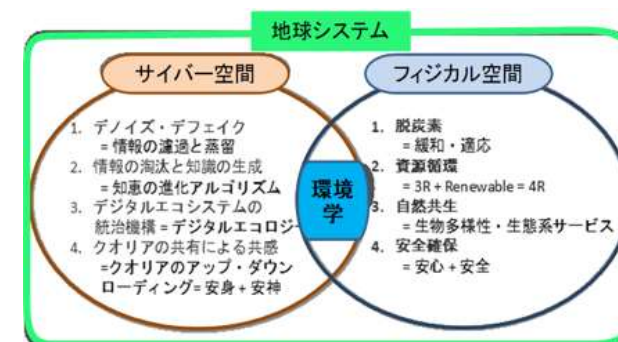 地球システム
サイバー空間
1. デノイズ・デフェイク
= 情報の濾過と蒸留
2. 情報の淘汰と知識の生成
= 知恵の進化アルゴリズム
3. デジタルエコシステムの
統治機構 = デジタルエコロジー
4. クオリアの共有による共感
=クオリアのアップ・ダウン
ローディング= 安身 + 安神
環境
学
フィジカル空間
1. 脱炭素
= 緩和・適応
2. 資源循環
= 3R + Renewable = 4R
3. 自然共生
= 生物多様性・生態系サービス
4. 安全確保
= 安心 + 安全